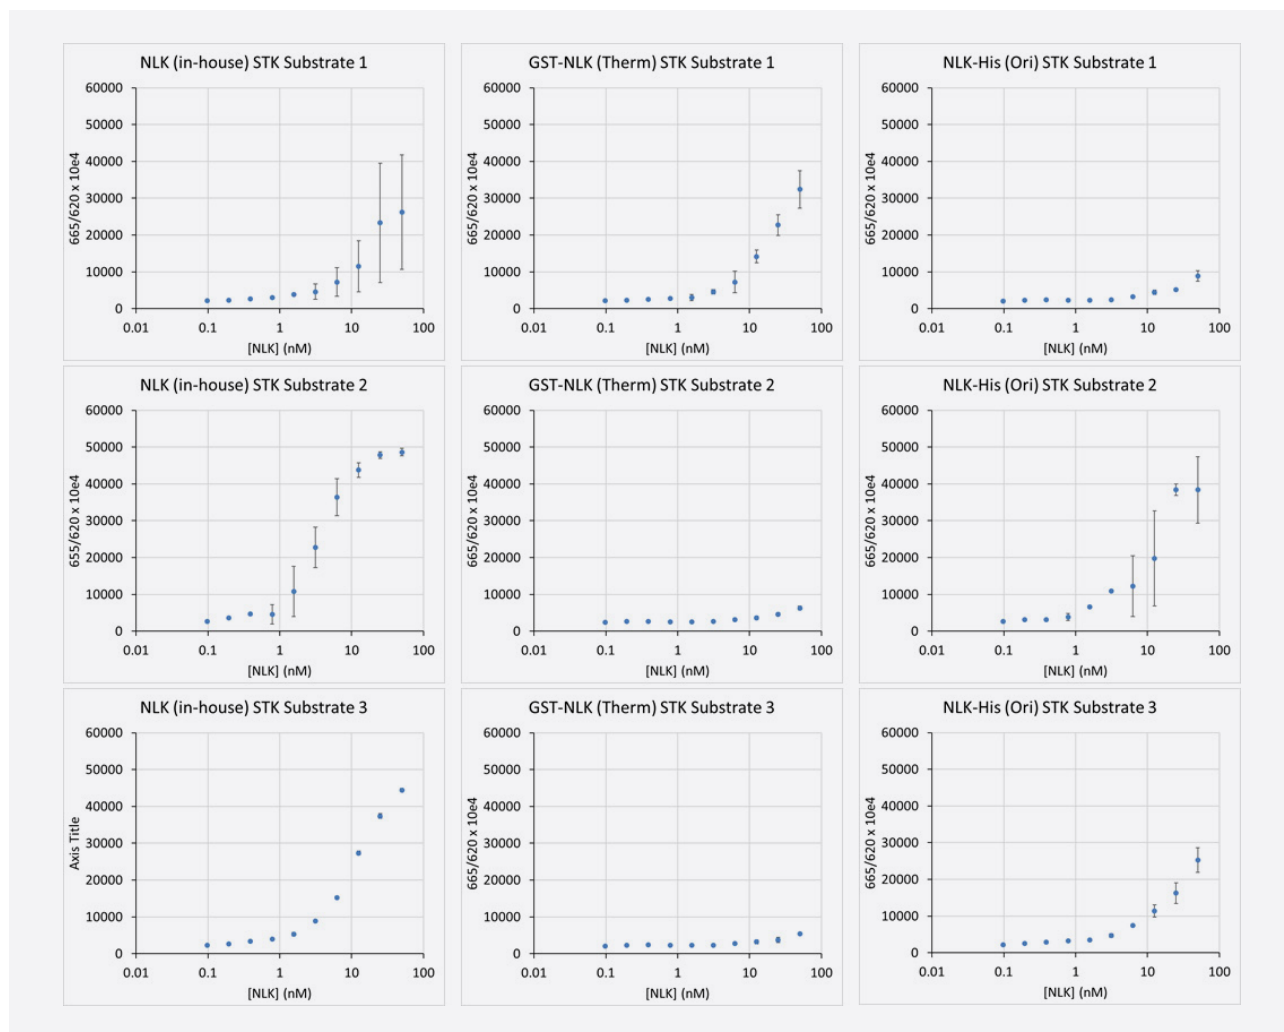 NLK (in-house) STK Substrate 1
60000
50000
40000
30000
20000
10000
0
665/620 x 10e4
0.01 0.1 1 10 100
[NLK] (nM)
GST-NLK (Therm) STK Substrate 1
60000
50000
40000
30000
20000
10000
0
665/620 x 10e4
0.01 0.1 1 10 100
[NLK] (nM)
NLK-His (Ori) STK Substrate 1
60000
50000
40000
30000
20000
10000
0
665/620 x 10e4
0.01 0.1 1 10 100
[NLK] (nM)
NLK (in-house) STK Substrate 2
60000
50000
40000
30000
20000
10000
0
655/620 x 10e4
0.01 0.1 1 10 100
[NLK] (nM)
GST-NLK (Therm) STK Substrate 2
60000
50000
40000
30000
20000
10000
0
665/620 x 10e4
0.01 0.1 1 10 100
[NLK] (nM)
NLK-His (Ori) STK Substrate 2
60000
50000
40000
30000
20000
10000
0
665/620 x 10e4
0.01 0.1 1 10 100
[NLK] (nM)
NLK (in-house) STK Substrate 3
60000
50000
40000
30000
20000
10000
0
Axis Title
0.01 0.1 1 10 100
[NLK] (nM)
GST-NLK (Therm) STK Substrate 3
60000
50000
40000
30000
20000
10000
0
665/620 x 10e4
0.01 0.1 1 10 100
[NLK] (nM)
NLK-His (Ori) STK Substrate 3
60000
50000
40000
30000
20000
10000
0
665/620 x 10e4
0.01 0.1 1 10 100
[NLK] (nM)